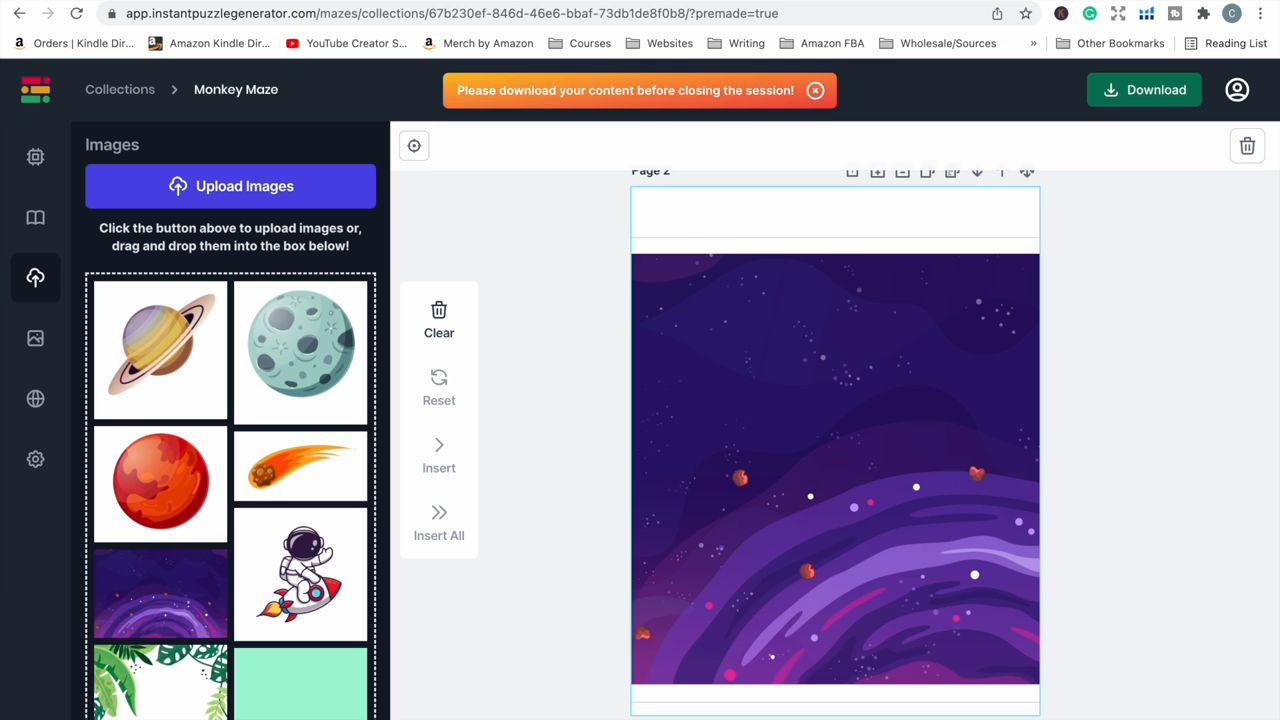 app.instantpuzzlegenerator.com/mazes/collections/67b230ef-846d-46e6-bbaf-73db1de8f0b8/?premade=true
K
G
tb
C
a Orders | Kindle Dir...
Amazon Kindle Dir...
YouTube Creator S...
a Merch by Amazon
Courses
Websites
Writing
Amazon FBA
Wholesale/Sources
»
Other Bookmarks
Reading List
Collections > Monkey Maze
Please download your content before closing the session!
Download
Images
Upload Images
Click the button above to upload images or,
drag and drop them into the box below!
Page 2
Clear
Reset
Insert
Insert All